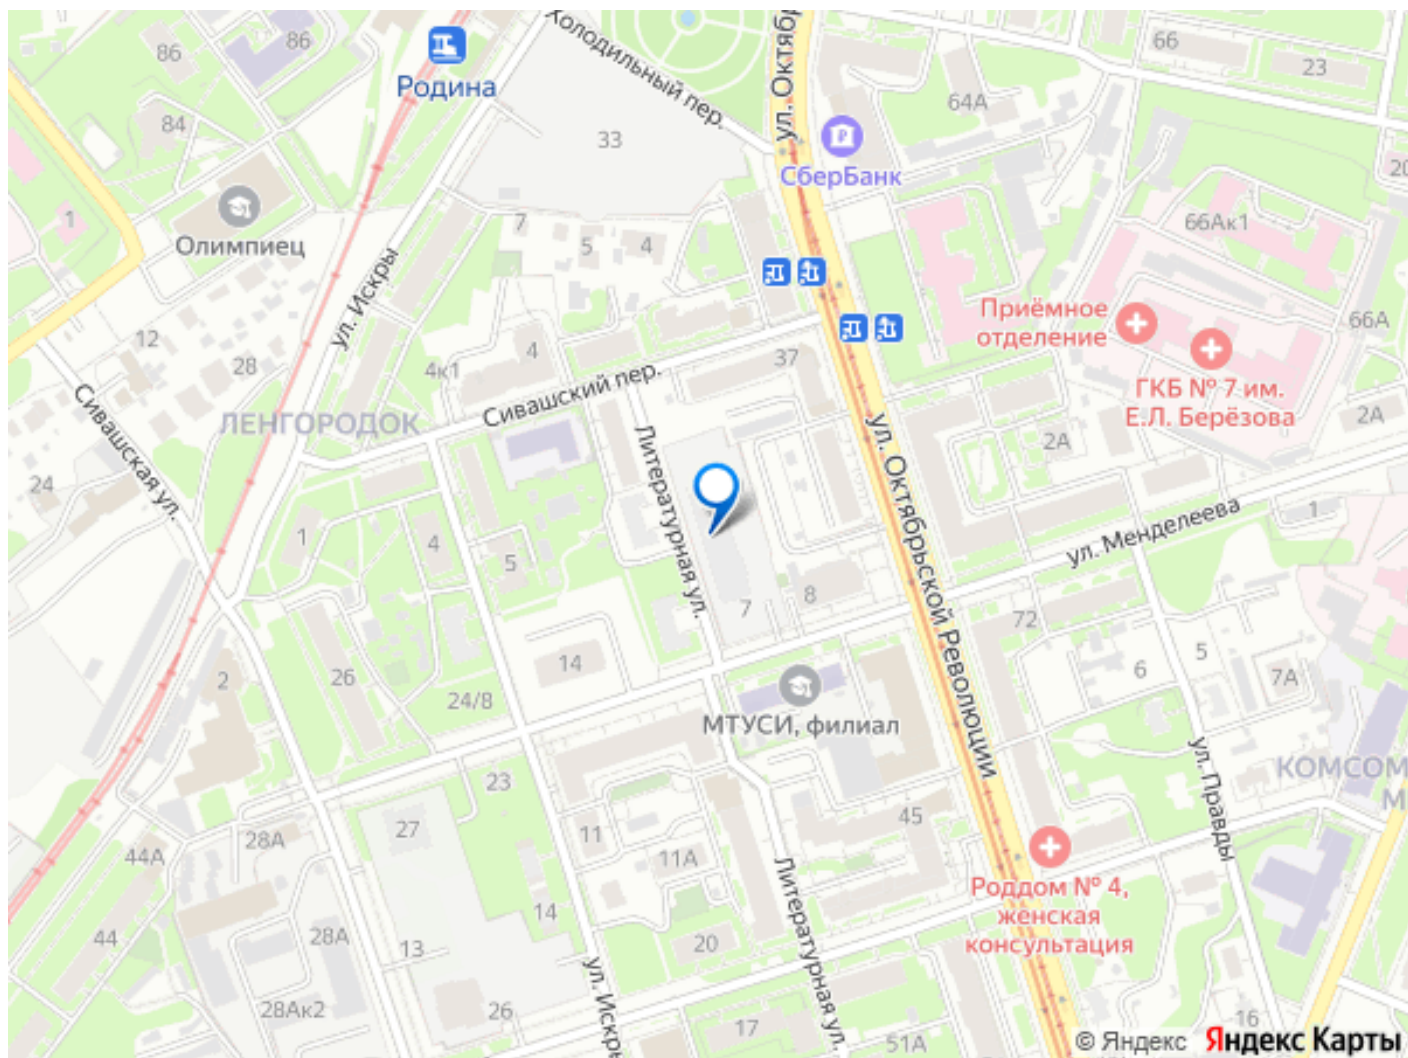 Холодильный пер.
ул. Октябр
66
86
86
23
Родина
64А
33
84
СберБанк
20
1
7
66Ак1
Олимпиец
5
4
ул. Искры
Приёмное
отделение
66А
12
4
37
28
4к1
ГКБ № 7 им.
Е.Л. Берёзова
Сивашский пер.
2А
ЛЕНГОРОДОК
Сивашская ул.
Литературная ул.
ул. Октябрьской Революции
2А
24
ул. Менделеева
1
1
4
5
8
7
72
14
5
6
2
26
7А
24/8
МТУСИ, филиал
ул. Правды
КОМСОМ
М
23
27
11
45
28А
44А
11А
Литературная ул.
Роддом № 4,
женская
консультация
14
44
28А
13
20
ул. Искры
28Ак2
26
17
51А
16
© Яндекс Яндекс Карты